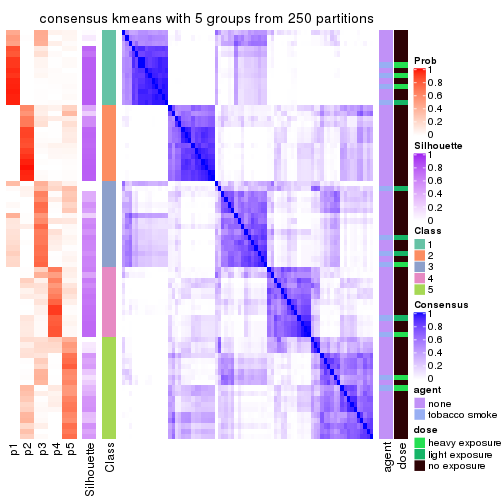 consensus kmeans with 5 groups from 250 partitions
Prob
1
0.8
0.6
0.4
0.2
0
Silhouette
1
0.8
0.6
0.4
0.2
0
Class
1
2
3
4
5
Consensus
1
0.8
0.6
0.4
0.2
0
agent
none
tobacco smoke
dose
heavy exposure
light exposure
no exposure
p1
p2
p3
p4
p5
Silhouette
Class
agent
dose